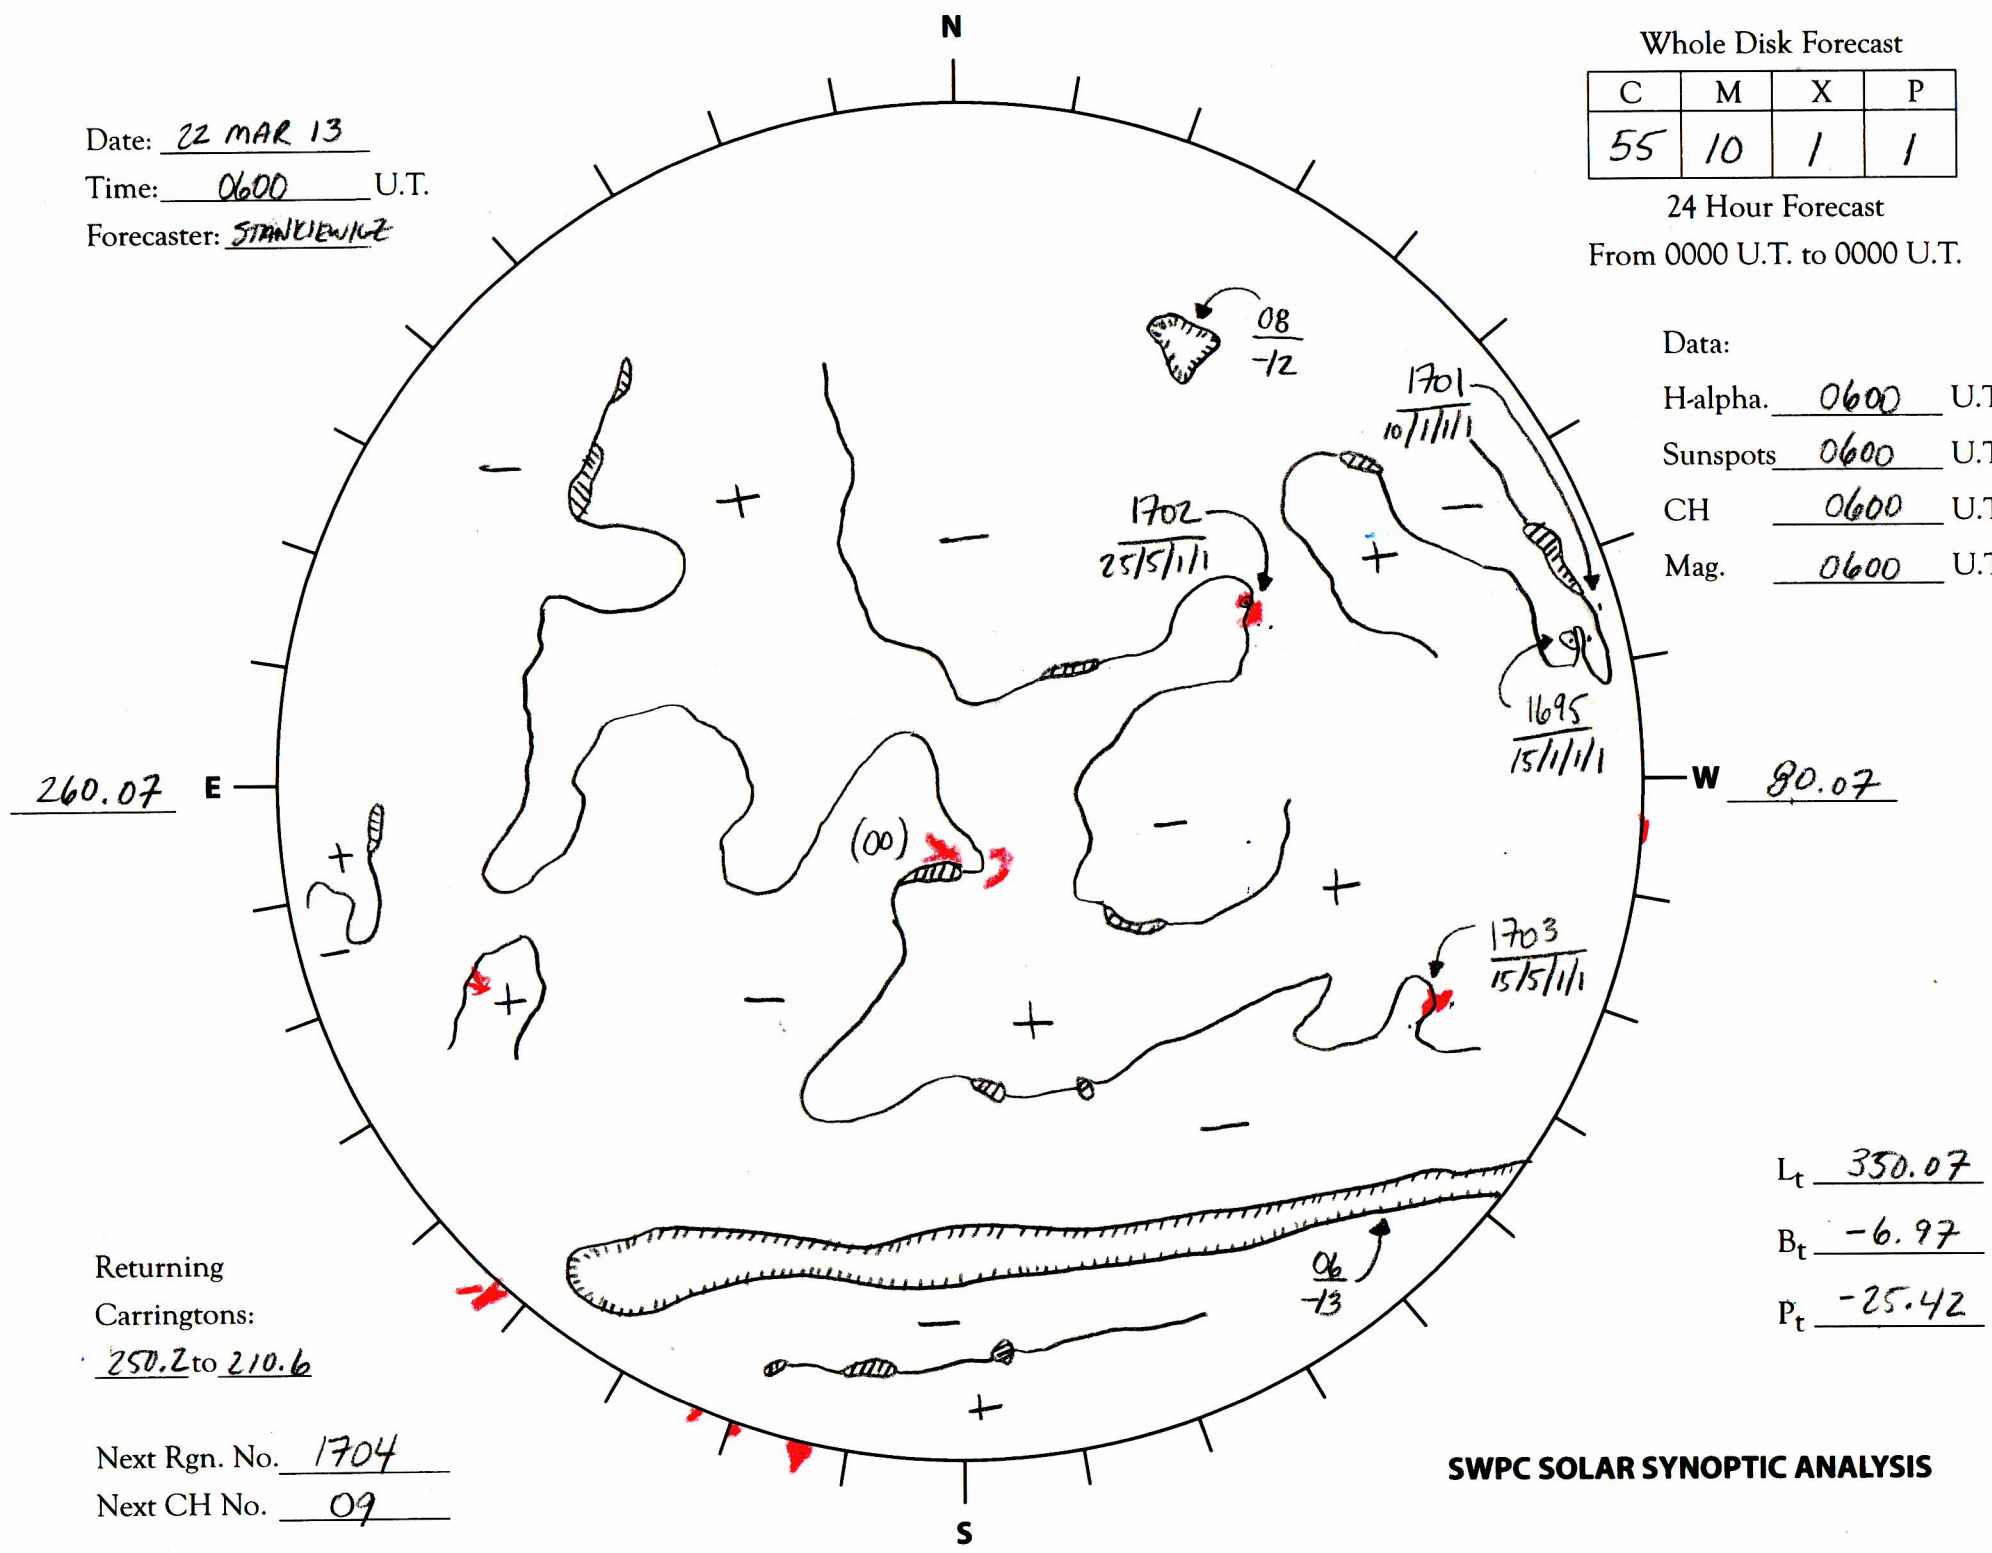 N
Whole Disk Forecast
C M X P
55 10 1 1
24 Hour Forecast
From 0000 U.T. to 0000 U.T.
Date: 22 MAR 13
Time: 0600 U.T.
Forecaster: STANKIEWICZ
08
-12
Data:
H-alpha. 0600 U.T
Sunspots 0600 U.T
CH 0600 U.T
Mag. 0600 U.T
1701
10/1/1/1
-
+
-
-
+
1702
25/5/1/1
1695
15/1/1/1
260.07 E
W 80.07
+
-
(00)
-
+
1703
15/5/1/1
+
-
+
-
Lt 350.07
Bt -6.97
Pt -25.42
06
-13
Returning
Carringtons:
250.2 to 210.6
-
+
Next Rgn. No. 1704
Next CH No. 09
SWPC SOLAR SYNOPTIC ANALYSIS
S